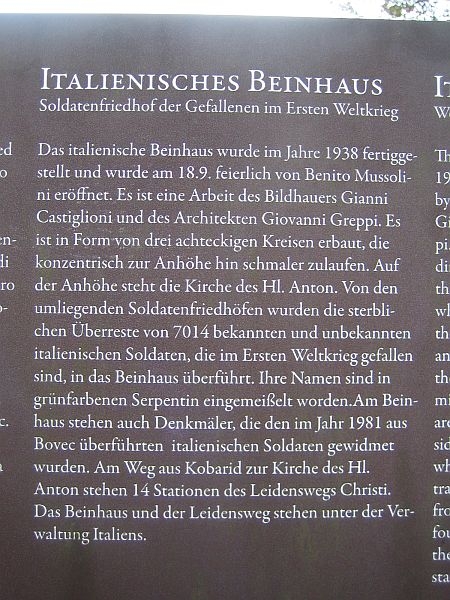 ITALIENISCHES BEINHAUS
Soldatenfriedhof der Gefallenen im Ersten Weltkrieg
Das italienische Beinhaus wurde im Jahre 1938 fertigge-
stellt und wurde am 18.9. feierlich von Benito Mussoli-
ni eröffnet. Es ist eine Arbeit des Bildhauers Gianni
Castiglioni und des Architekten Giovanni Greppi. Es
ist in Form von drei achteckigen Kreisen erbaut, die
konzentrisch zur Anhöhe hin schmaler zulaufen. Auf
der Anhöhe steht die Kirche des Hl. Anton. Von den
umliegenden Soldatenfriedhöfen wurden die sterbli-
chen Überreste von 7014 bekannten und unbekannten
italienischen Soldaten, die im Ersten Weltkrieg gefallen
sind, in das Beinhaus überführt. Ihre Namen sind in
grünfarbenen Serpentin eingemeißelt worden.Am Bein-
haus stehen auch Denkmäler, die den im Jahr 1981 aus
Bovec überführten italienischen Soldaten gewidmet
wurden. Am Weg aus Kobarid zur Kirche des Hl.
Anton stehen 14 Stationen des Leidenswegs Christi.
Das Beinhaus und der Leidensweg stehen unter der Ver-
waltung Italiens.